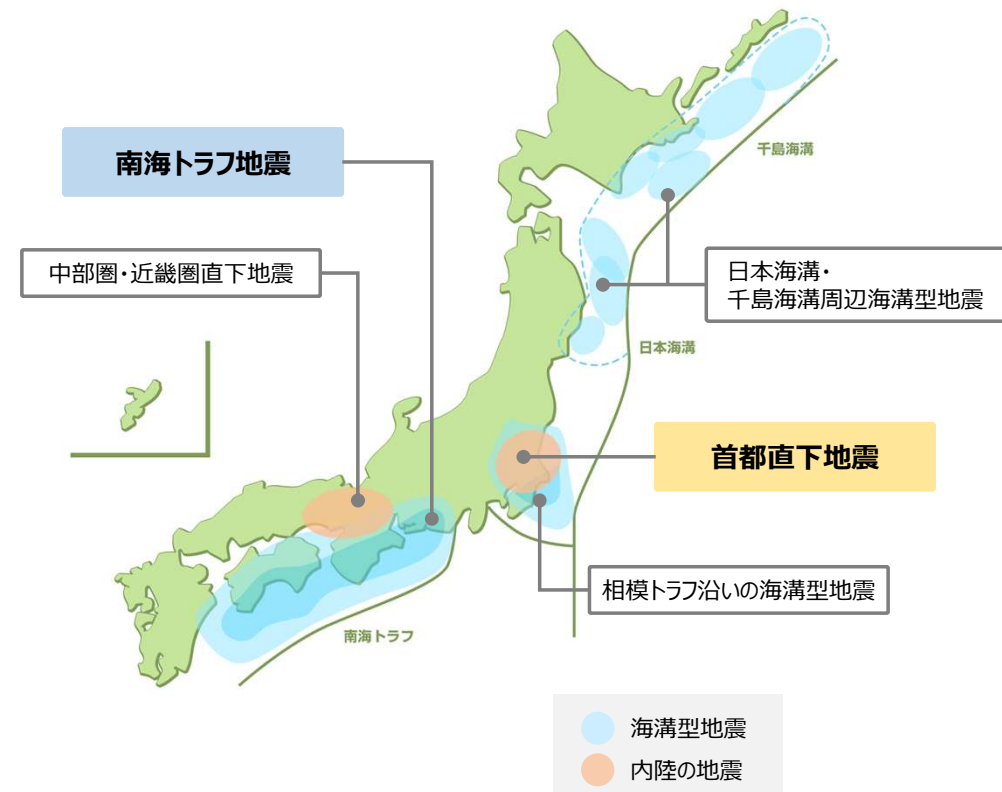 千島海溝
南海トラフ地震
中部圏・近畿圏直下地震
日本海溝・
千島海溝周辺海溝型地震
日本海溝
首都直下地震
相模トラフ沿いの海溝型地震
南海トラフ
海溝型地震
内陸の地震